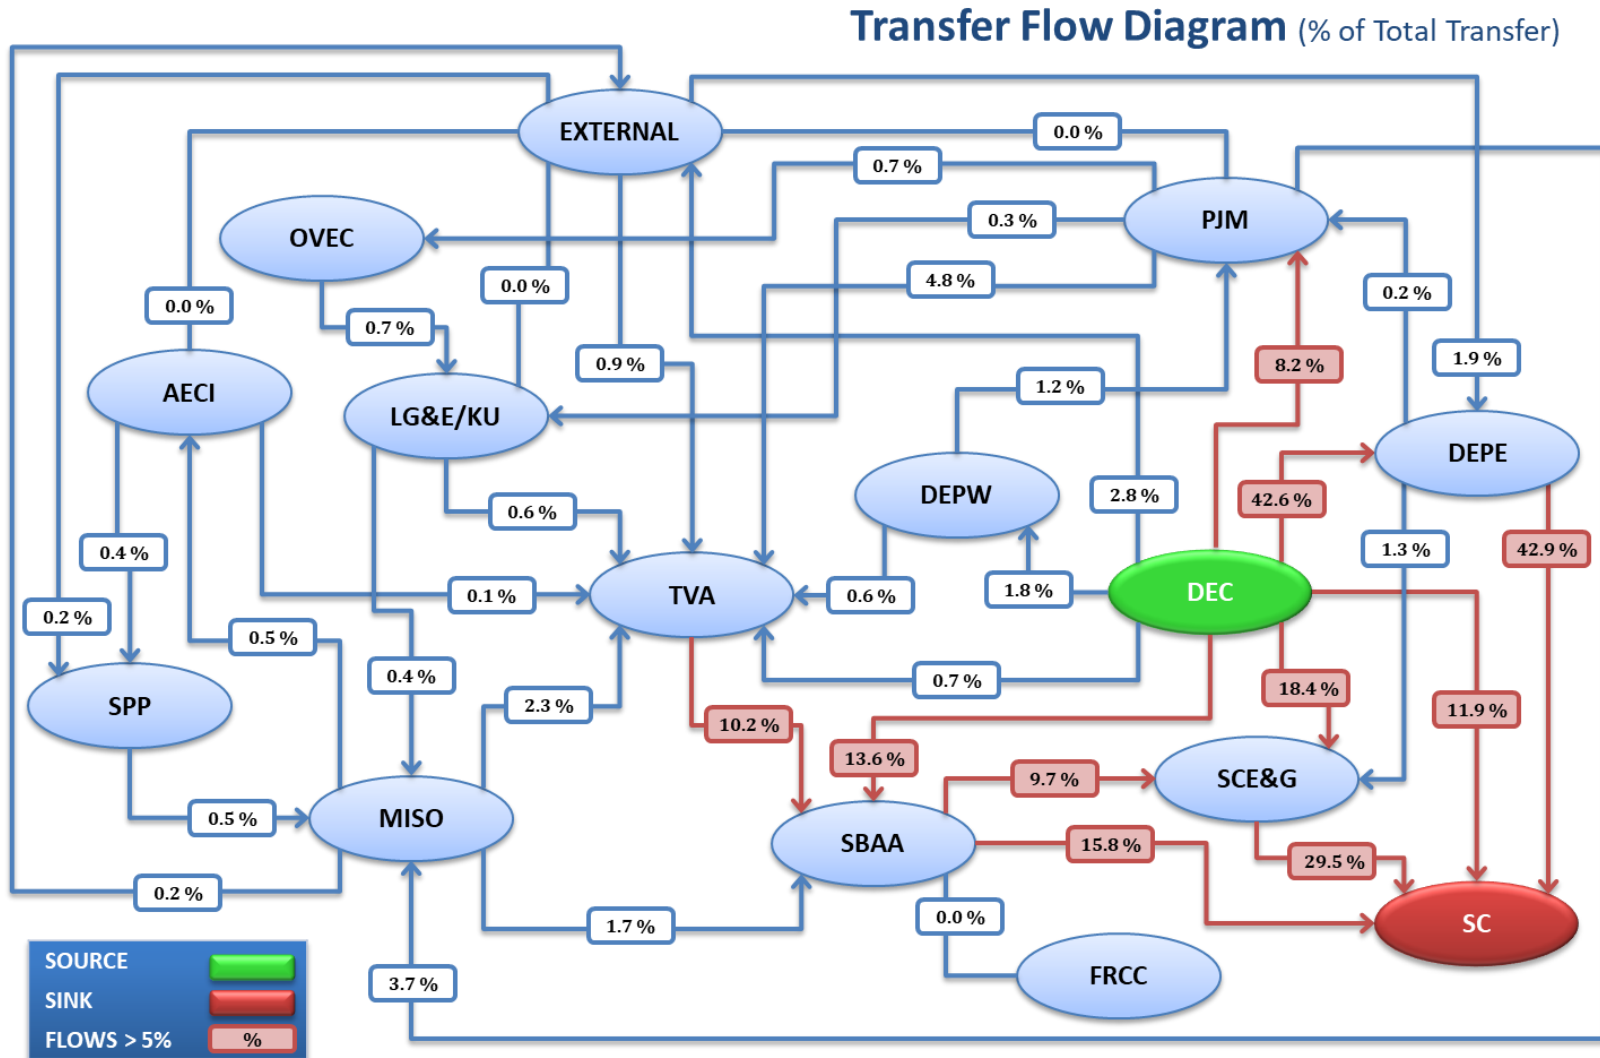 Transfer Flow Diagram (% of Total Transfer)
EXTERNAL
0.0 %
0.7 %
PJM
0.3 %
OVEC
4.8 %
0.0 %
0.2 %
0.0 %
0.7 %
0.9 %
8.2 %
1.9 %
AECI
1.2 %
LG&E/KU
DEPE
DEPW
2.8 %
42.6 %
0.6 %
0.4 %
1.3 %
42.9 %
0.1 %
TVA
0.6 %
1.8 %
DEC
0.2 %
0.5 %
0.4 %
0.7 %
18.4 %
SPP
2.3 %
10.2 %
11.9 %
13.6 %
9.7 %
SCE&G
0.5 %
MISO
SBAA
15.8 %
29.5 %
0.2 %
1.7 %
0.0 %
SC
SOURCE
SINK
FLOWS > 5%
%
3.7 %
FRCC